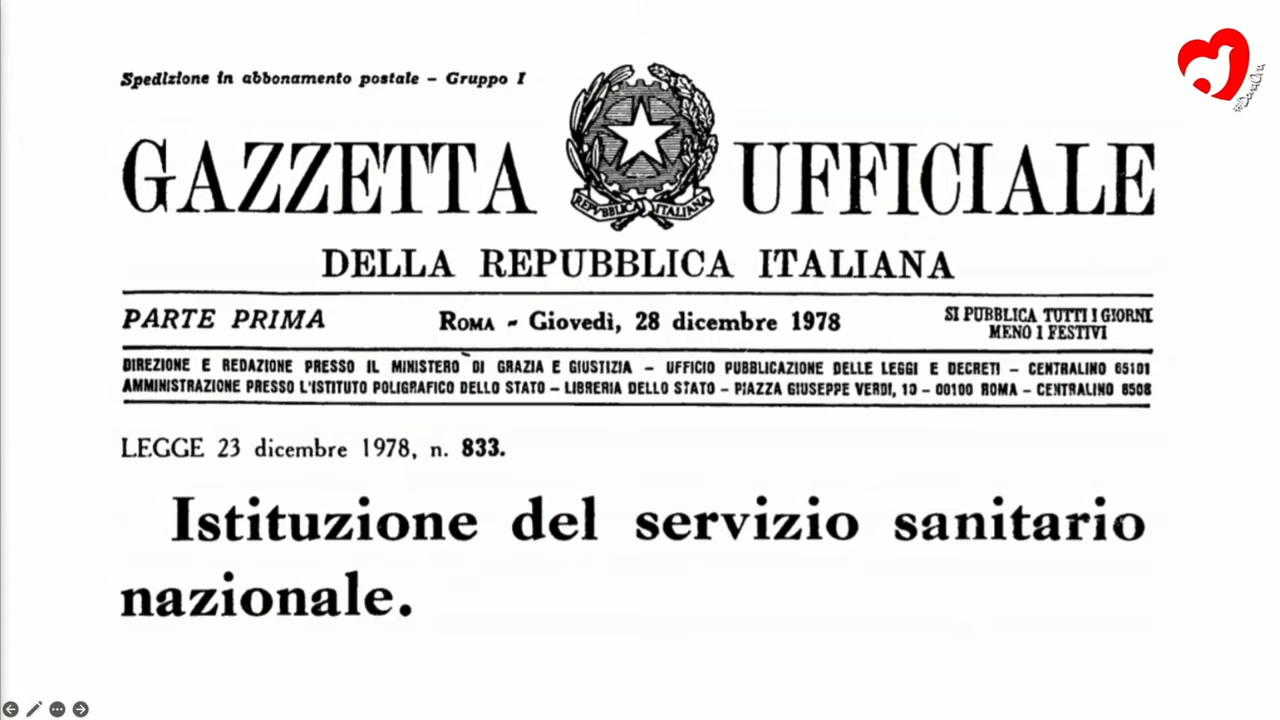 Spedizione in abbonamento postale - Gruppo I
#DonaOra
GAZZETTA UFFICIALE
REPVBBLICA ITALIANA
DELLA REPUBBLICA ITALIANA
PARTE PRIMA
ROMA - Giovedì, 28 dicembre 1978
SI PUBBLICA TUTTI I GIORNI
MENO I FESTIVI
DIREZIONE E REDAZIONE PRESSO IL MINISTERO DI GRAZIA E GIUSTIZIA - UFFICIO PUBBLICAZIONE DELLE LEGGI E DECRETI - CENTRALINO 65101
AMMINISTRAZIONE PRESSO L'ISTITUTO POLIGRAFICO DELLO STATO - LIBRERIA DELLO STATO - PIAZZA GIUSEPPE VERDI, 10 - 00100 ROMA - CENTRALINO 8508
LEGGE 23 dicembre 1978, n. 833.
Istituzione del servizio sanitario
nazionale.